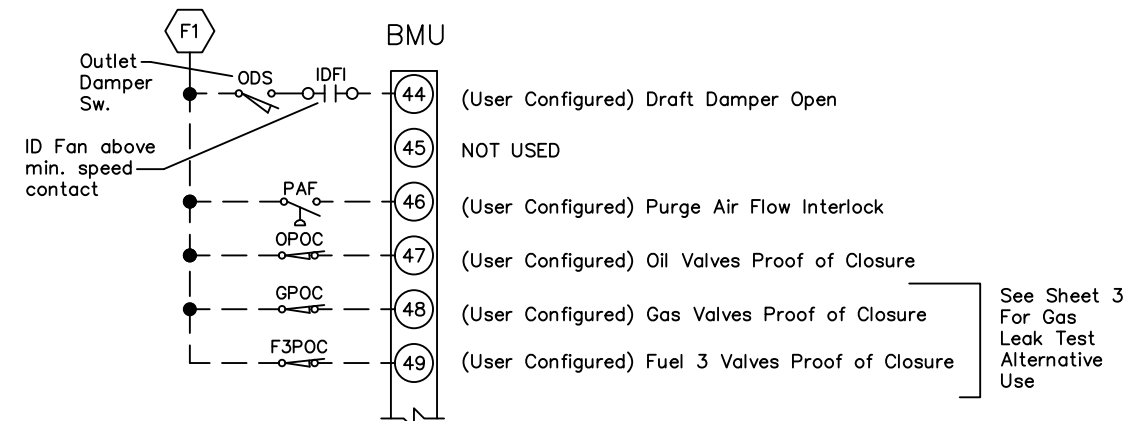 F1
BMU
Outlet
Damper
Sw.
ODS
IDFI
44
(User Configured) Draft Damper Open
ID Fan above
min. speed
contact
45
NOT USED
PAF
46
(User Configured) Purge Air Flow Interlock
OPOC
47
(User Configured) Oil Valves Proof of Closure
GPOC
48
(User Configured) Gas Valves Proof of Closure
F3POC
49
(User Configured) Fuel 3 Valves Proof of Closure
See Sheet 3
For Gas
Leak Test
Alternative
Use